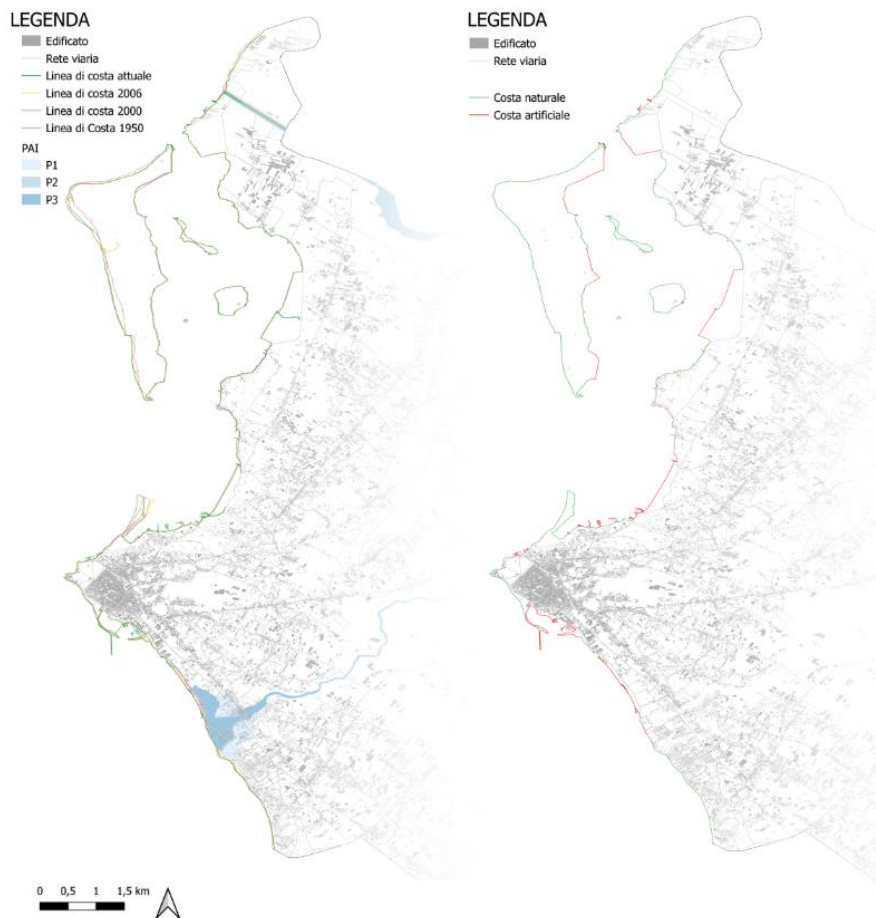 LEGENDA
Edificato
Rete viaria
Linea di costa attuale
Linea di costa 2006
Linea di costa 2000
Linea di Costa 1950
PAI
P1
P2
P3
0 0,5 1 1,5 km
LEGENDA
Edificato
Rete viaria
Costa naturale
Costa artificiale